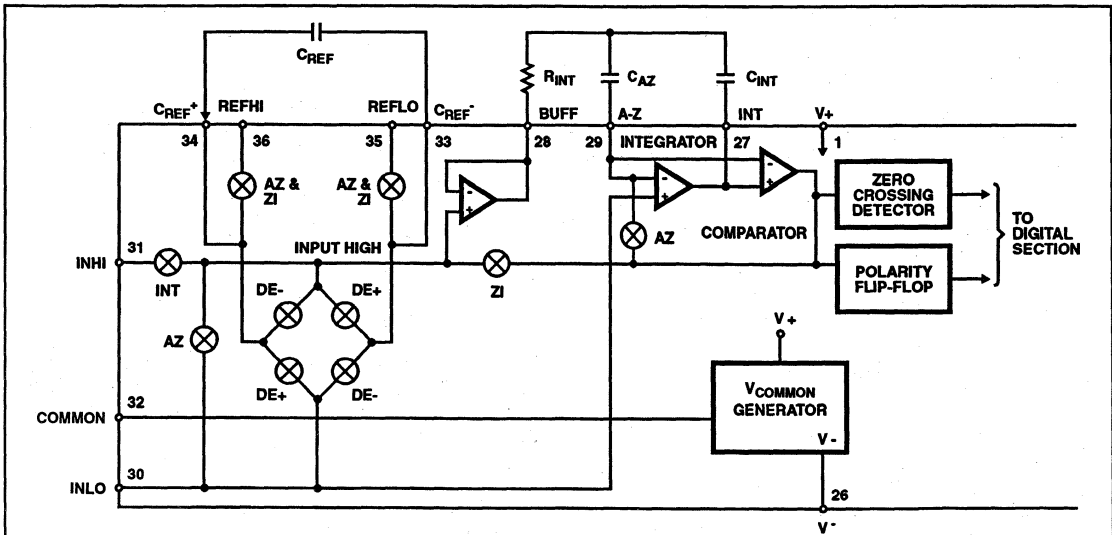 CREF
RINT
CAZ
CINT
CREF+
REFHI
REFLO
CREF-
BUFF
A-Z
INT
V+
34
36
35
33
28
29
INTEGRATOR
27
1
AZ &
ZI
AZ &
ZI
-
+
-
+
-
+
ZERO
CROSSING
DETECTOR
TO
DIGITAL
SECTION
31
INPUT HIGH
AZ
COMPARATOR
INHI
INT
ZI
POLARITY
FLIP-FLOP
DE-
DE+
AZ
V+
DE+
DE-
32
COMMON
VCOMMON
GENERATOR
V-
30
INLO
26
V-